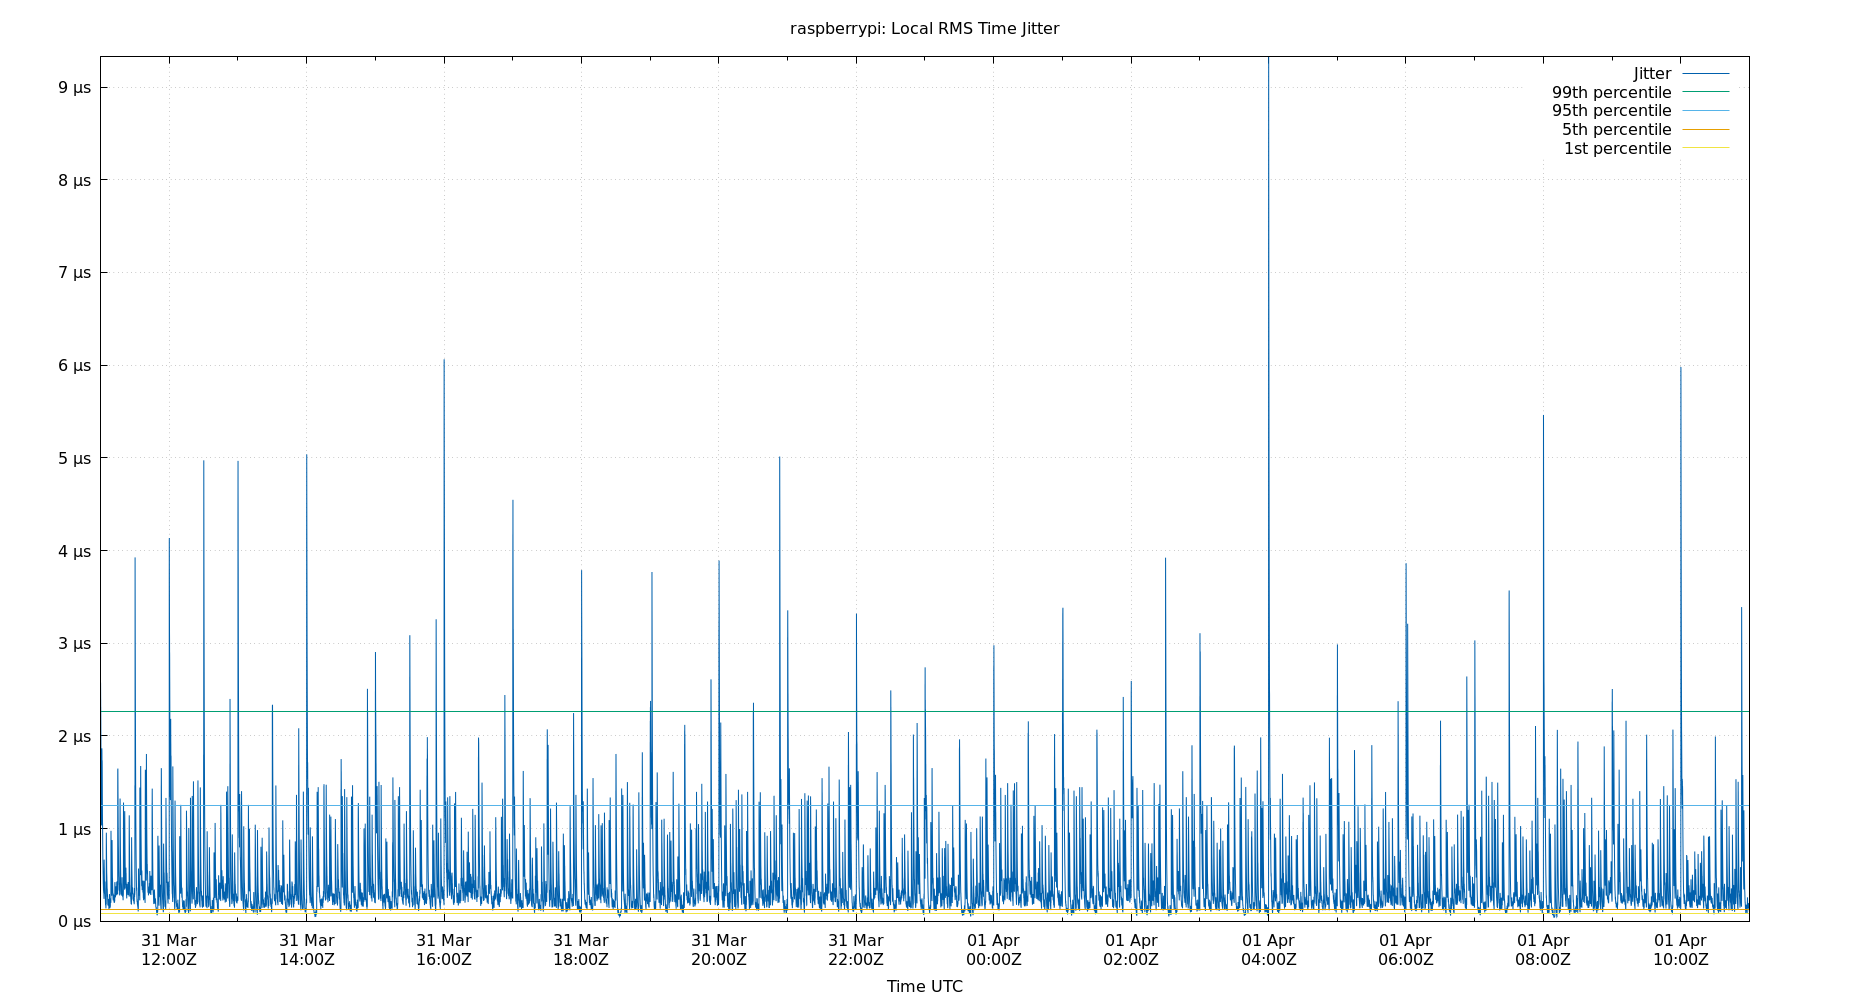 raspberrypi: Local RMS Time Jitter
Jitter
99th percentile
95th percentile
5th percentile
1st percentile
9 µs
8 µs
7 µs
6 µs
5 µs
4 µs
3 µs
2 µs
1 µs
0 µs
31 Mar 31 Mar 31 Mar 31 Mar 31 Mar 31 Mar 01 Apr 01 Apr 01 Apr 01 Apr 01 Apr 01 Apr
12:00Z 14:00Z 16:00Z 18:00Z 20:00Z 22:00Z 00:00Z 02:00Z 04:00Z 06:00Z 08:00Z 10:00Z
Time UTC